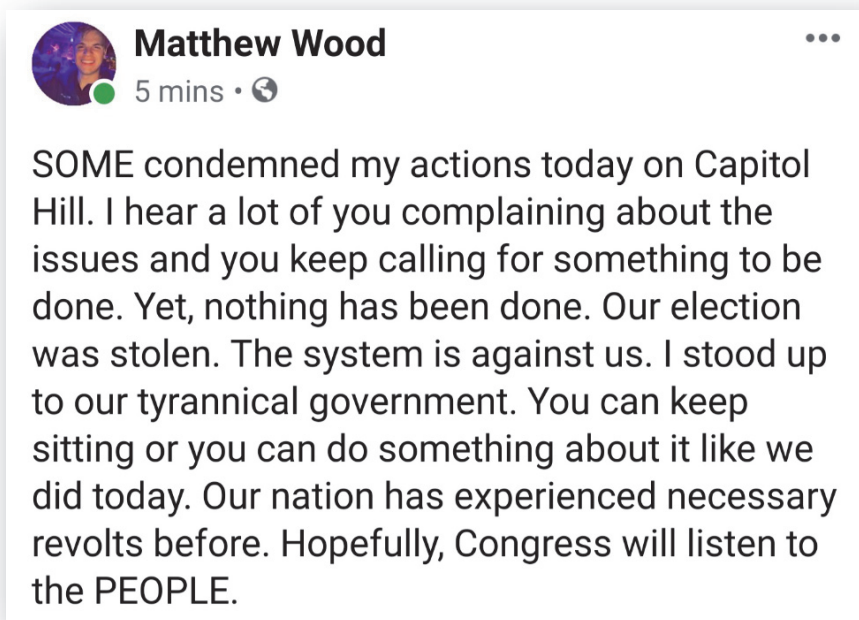 Matthew Wood
5 mins •
SOME condemned my actions today on Capitol
Hill. I hear a lot of you complaining about the
issues and you keep calling for something to be
done. Yet, nothing has been done. Our election
was stolen. The system is against us. I stood up
to our tyrannical government. You can keep
sitting or you can do something about it like we
did today. Our nation has experienced necessary
revolts before. Hopefully, Congress will listen to
the PEOPLE.